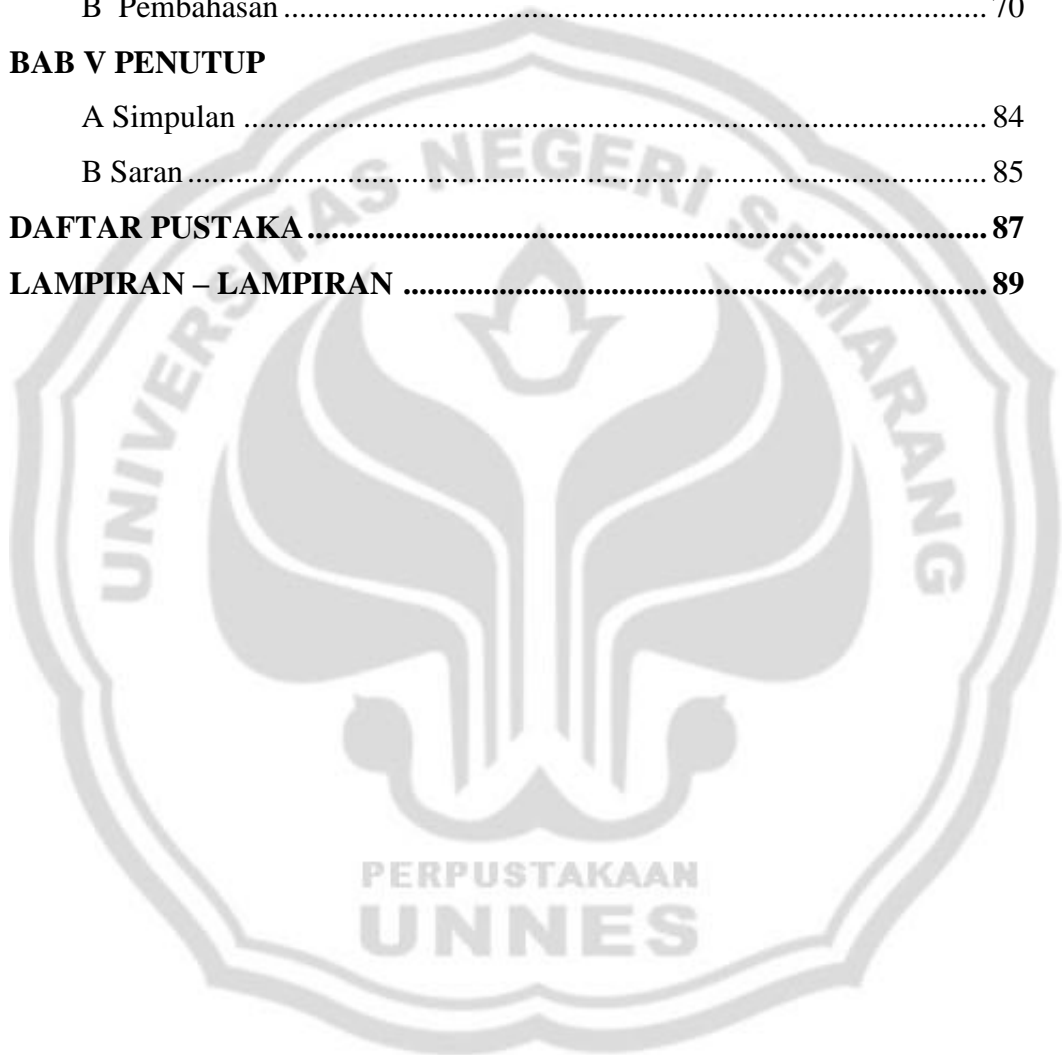 B Pembahasan ........................................................................................ 70
BAB V PENUTUP
A Simpulan ............................................................................................. 84
B Saran .................................................................................................... 85
DAFTAR PUSTAKA ..................................................................................... 87
LAMPIRAN – LAMPIRAN ......................................................................... 89
UNIVERSITAS NEGERI SEMARANG
PERPUSTAKAAN
UNNES